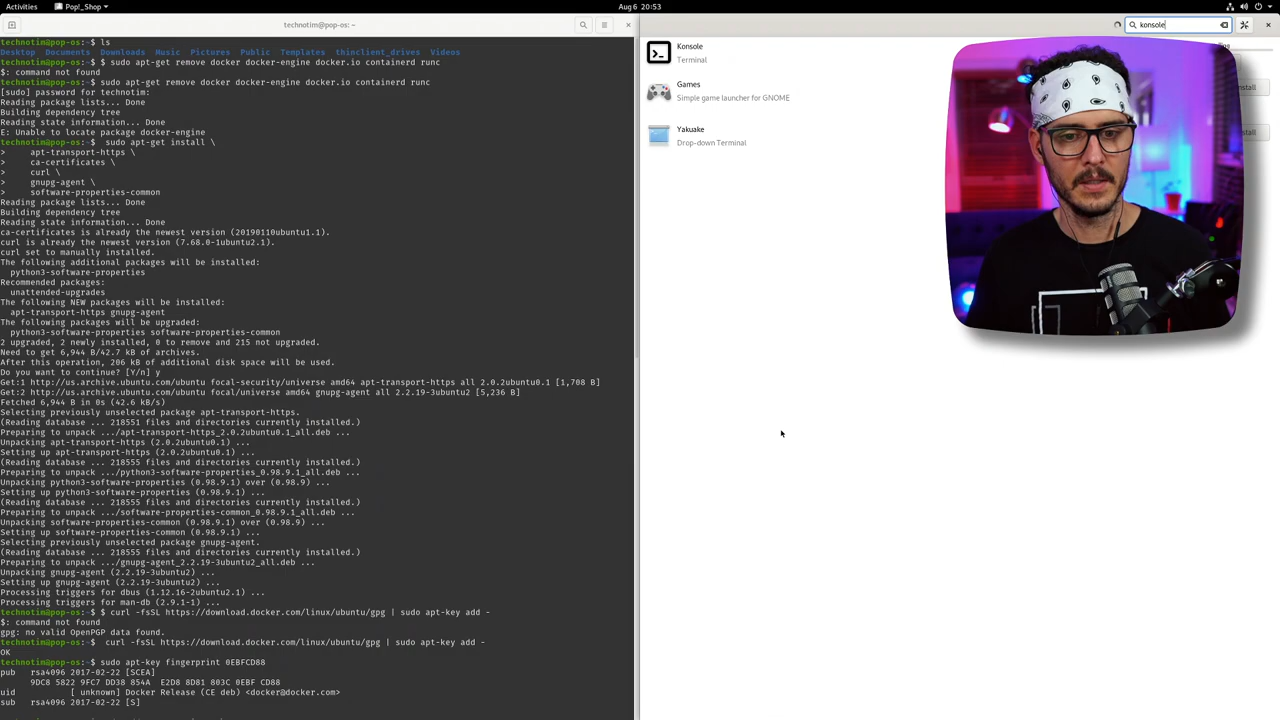 Activities
Pop!_Shop
Aug 6 20:53
technotim@pop-os: ~
konsole
technotim@pop-os:~$ ls
Desktop Documents Downloads Music Pictures Public Templates thinclient_drives Videos
technotim@pop-os:~$ $ sudo apt-get remove docker docker-engine docker.io containerd runc
$: command not found
technotim@pop-os:~$ sudo apt-get remove docker docker-engine docker.io containerd runc
[sudo] password for technotim:
Reading package lists... Done
Building dependency tree
Reading state information... Done
E: Unable to locate package docker-engine
technotim@pop-os:~$  sudo apt-get install \
>     apt-transport-https \
>     ca-certificates \
>     curl \
>     gnupg-agent \
>     software-properties-common
Reading package lists... Done
Building dependency tree
Reading state information... Done
ca-certificates is already the newest version (20190110ubuntu1.1).
curl is already the newest version (7.68.0-1ubuntu2.1).
curl set to manually installed.
The following additional packages will be installed:
  python3-software-properties
Recommended packages:
  unattended-upgrades
The following NEW packages will be installed:
  apt-transport-https gnupg-agent
The following packages will be upgraded:
  python3-software-properties software-properties-common
2 upgraded, 2 newly installed, 0 to remove and 215 not upgraded.
Need to get 6,944 B/42.7 kB of archives.
After this operation, 206 kB of additional disk space will be used.
Do you want to continue? [Y/n] y
Get:1 http://us.archive.ubuntu.com/ubuntu focal-security/universe amd64 apt-transport-https all 2.0.2ubuntu0.1 [1,708 B]
Get:2 http://us.archive.ubuntu.com/ubuntu focal/universe amd64 gnupg-agent all 2.2.19-3ubuntu2 [5,236 B]
Fetched 6,944 B in 0s (42.6 kB/s)
Selecting previously unselected package apt-transport-https.
(Reading database ... 218551 files and directories currently installed.)
Preparing to unpack .../apt-transport-https_2.0.2ubuntu0.1_all.deb ...
Unpacking apt-transport-https (2.0.2ubuntu0.1) ...
Setting up apt-transport-https (2.0.2ubuntu0.1) ...
(Reading database ... 218555 files and directories currently installed.)
Preparing to unpack .../python3-software-properties_0.98.9.1_all.deb ...
Unpacking python3-software-properties (0.98.9.1) over (0.98.9) ...
Setting up python3-software-properties (0.98.9.1) ...
(Reading database ... 218555 files and directories currently installed.)
Preparing to unpack .../software-properties-common_0.98.9.1_all.deb ...
Unpacking software-properties-common (0.98.9.1) over (0.98.9) ...
Setting up software-properties-common (0.98.9.1) ...
Selecting previously unselected package gnupg-agent.
(Reading database ... 218555 files and directories currently installed.)
Preparing to unpack .../gnupg-agent_2.2.19-3ubuntu2_all.deb ...
Unpacking gnupg-agent (2.2.19-3ubuntu2) ...
Setting up gnupg-agent (2.2.19-3ubuntu2) ...
Processing triggers for dbus (1.12.16-2ubuntu2.1) ...
Processing triggers for man-db (2.9.1-1) ...
technotim@pop-os:~$ $ curl -fsSL https://download.docker.com/linux/ubuntu/gpg | sudo apt-key add -
$: command not found
gpg: no valid OpenPGP data found.
technotim@pop-os:~$  curl -fsSL https://download.docker.com/linux/ubuntu/gpg | sudo apt-key add -
OK
technotim@pop-os:~$ sudo apt-key fingerprint 0EBFCD88
pub   rsa4096 2017-02-22 [SCEA]
      9DC8 5822 9FC7 DD38 854A  E2D8 8D81 803C 0EBF CD88
uid           [ unknown] Docker Release (CE deb) <docker@docker.com>
sub   rsa4096 2017-02-22 [S]
Konsole
Terminal
Games
Simple game launcher for GNOME
Yakuake
Drop-down Terminal